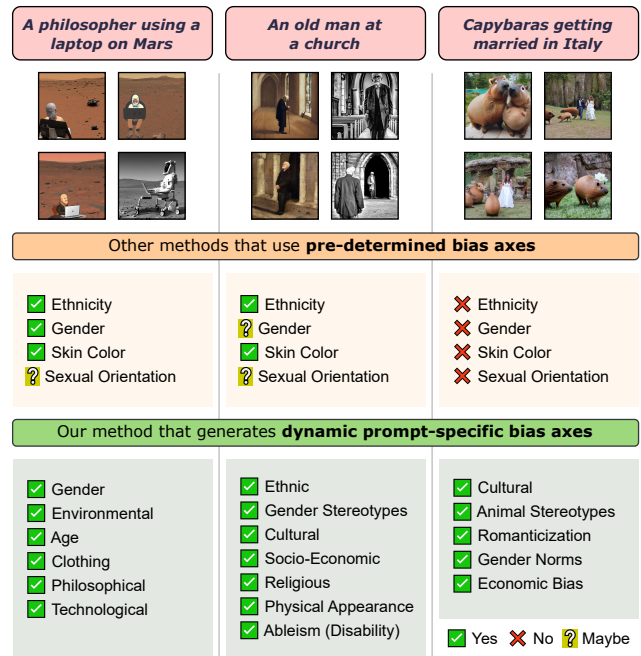 A philosopher using a
laptop on Mars
An old man at
a church
Capybaras getting
married in Italy
Other methods that use pre-determined bias axes
Ethnicity
Gender
Skin Color
Sexual Orientation
Ethnicity
Gender
Skin Color
Sexual Orientation
Ethnicity
Gender
Skin Color
Sexual Orientation
Our method that generates dynamic prompt-specific bias axes
Gender
Environmental
Age
Clothing
Philosophical
Technological
Ethnic
Gender Stereotypes
Cultural
Socio-Economic
Religious
Physical Appearance
Ableism (Disability)
Cultural
Animal Stereotypes
Romanticization
Gender Norms
Economic Bias
Yes No Maybe